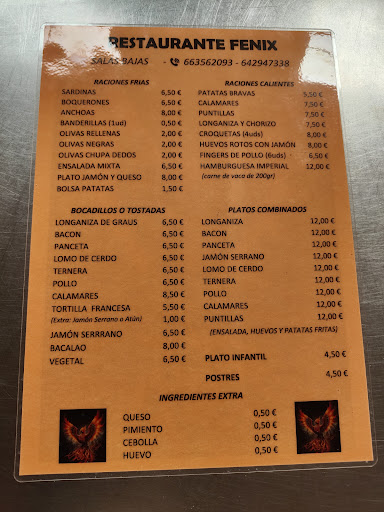 RESTAURANTE FENIX
SALAS BAJAS - 663562093 - 642947338
RACIONES FRIAS
SARDINAS 6,50 €
BOQUERONES 6,50 €
ANCHOAS 8,00 €
BANDERILLAS (1ud) 0,50 €
OLIVAS RELLENAS 2,00 €
OLIVAS NEGRAS 2,00 €
OLIVAS CHUPA DEDOS 2,00 €
ENSALADA MIXTA 6,50 €
PLATO JAMÓN Y QUESO 8,00 €
BOLSA PATATAS 1,50 €
RACIONES CALIENTES
PATATAS BRAVAS 5,50 €
CALAMARES 7,50 €
PUNTILLAS 7,50 €
LONGANIZA Y CHORIZO 7,50 €
CROQUETAS (4uds) 8,00 €
HUEVOS ROTOS CON JAMÓN 8,00 €
FINGERS DE POLLO (6uds) 6,50 €
HAMBURGUESA IMPERIAL 12,00 €
(carne de vaca de 200gr)
BOCADILLOS O TOSTADAS
LONGANIZA DE GRAUS 6,50 €
BACON 6,50 €
PANCETA 6,50 €
LOMO DE CERDO 6,50 €
TERNERA 6,50 €
POLLO 6,50 €
CALAMARES 8,50 €
TORTILLA FRANCESA 5,50 €
(Extra: Jamón Serrano o Atún) 1,00 €
JAMÓN SERRRANO 6,50 €
BACALAO 8,00 €
VEGETAL 6,50 €
PLATOS COMBINADOS
LONGANIZA 12,00 €
BACON 12,00 €
PANCETA 12,00 €
JAMÓN SERRANO 12,00 €
LOMO DE CERDO 12,00 €
TERNERA 12,00 €
POLLO 12,00 €
CALAMARES 12,00 €
PUNTILLAS 12,00 €
(ENSALADA, HUEVOS Y PATATAS FRITAS)
PLATO INFANTIL 4,50 €
POSTRES 4,50 €
INGREDIENTES EXTRA
QUESO 0,50 €
PIMIENTO 0,50 €
CEBOLLA 0,50 €
HUEVO 0,50 €